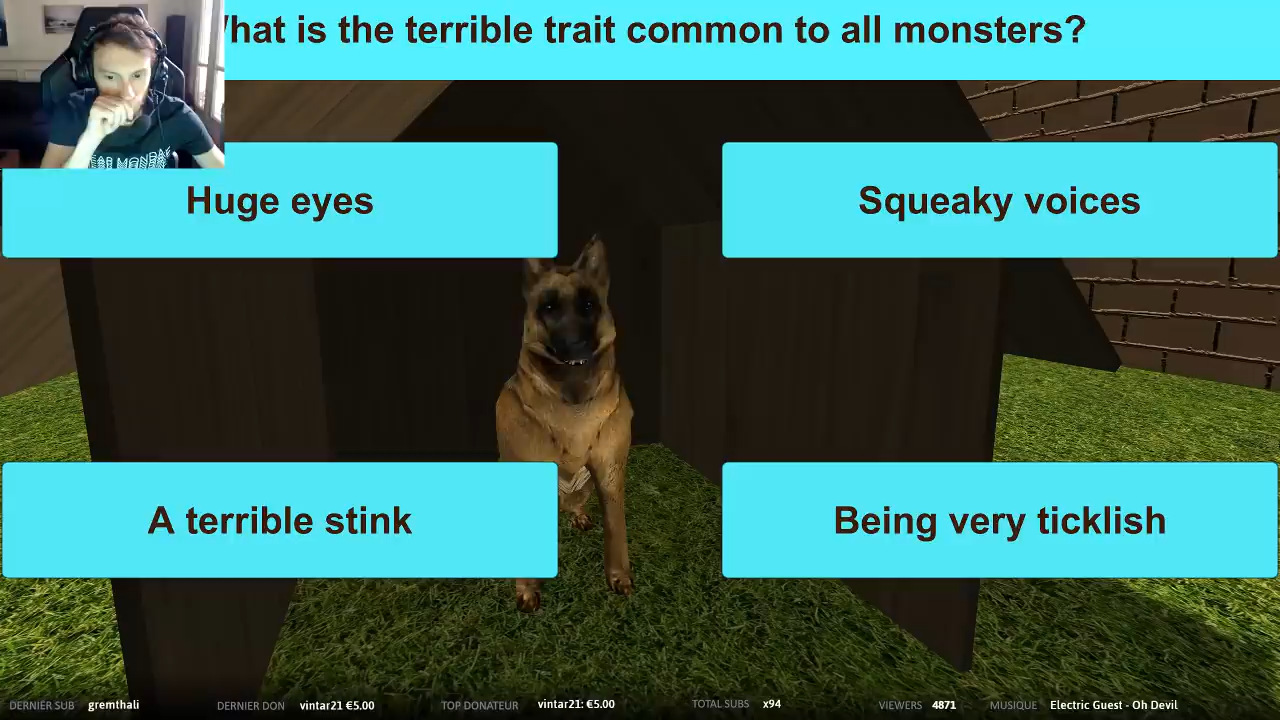 hat is the terrible trait common to all monsters?
Huge eyes
Squeaky voices
A terrible stink
Being very ticklish
DERNIER SUB gremthali DERNIER DON vintar21 €5.00 TOP DONATEUR vintar21: €5.00 TOTAL SUBS x94 VIEWERS 4871 MUSIQUE Electric Guest - Oh Devil